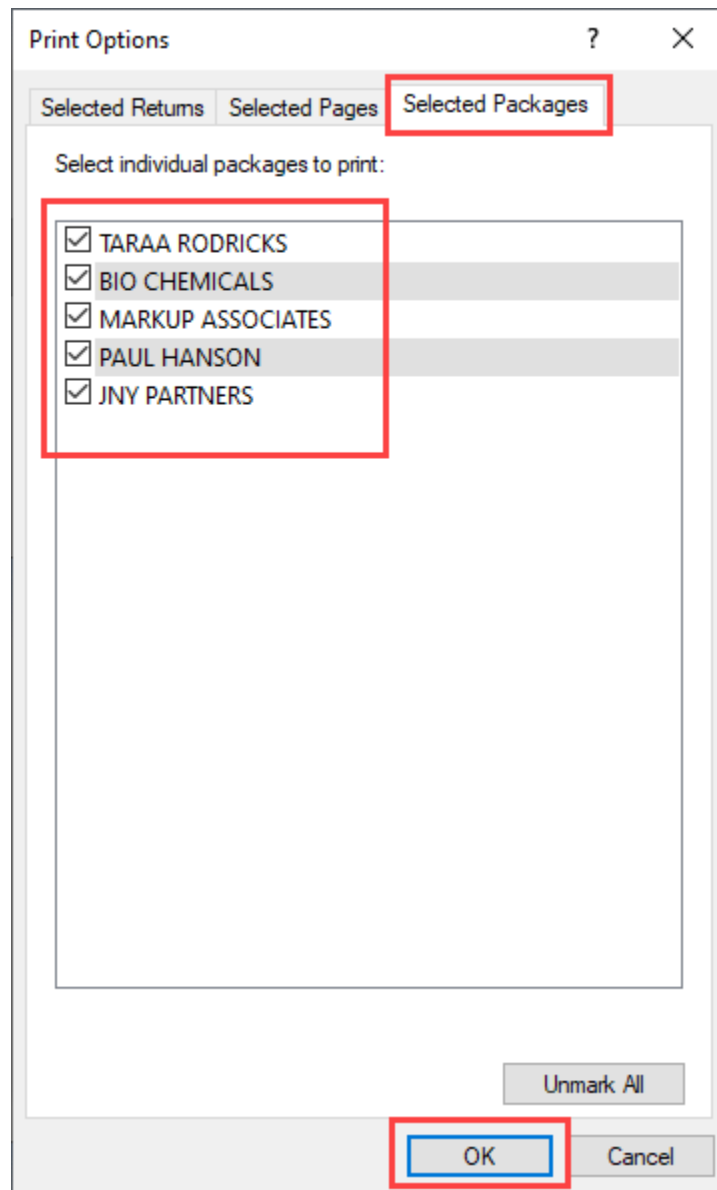 Print Options ?
Selected Returns Selected Pages Selected Packages
Select individual packages to print:
TARAA RODRICKS
BIO CHEMICALS
MARKUP ASSOCIATES
PAUL HANSON
JNY PARTNERS
Unmark All
OK Cancel